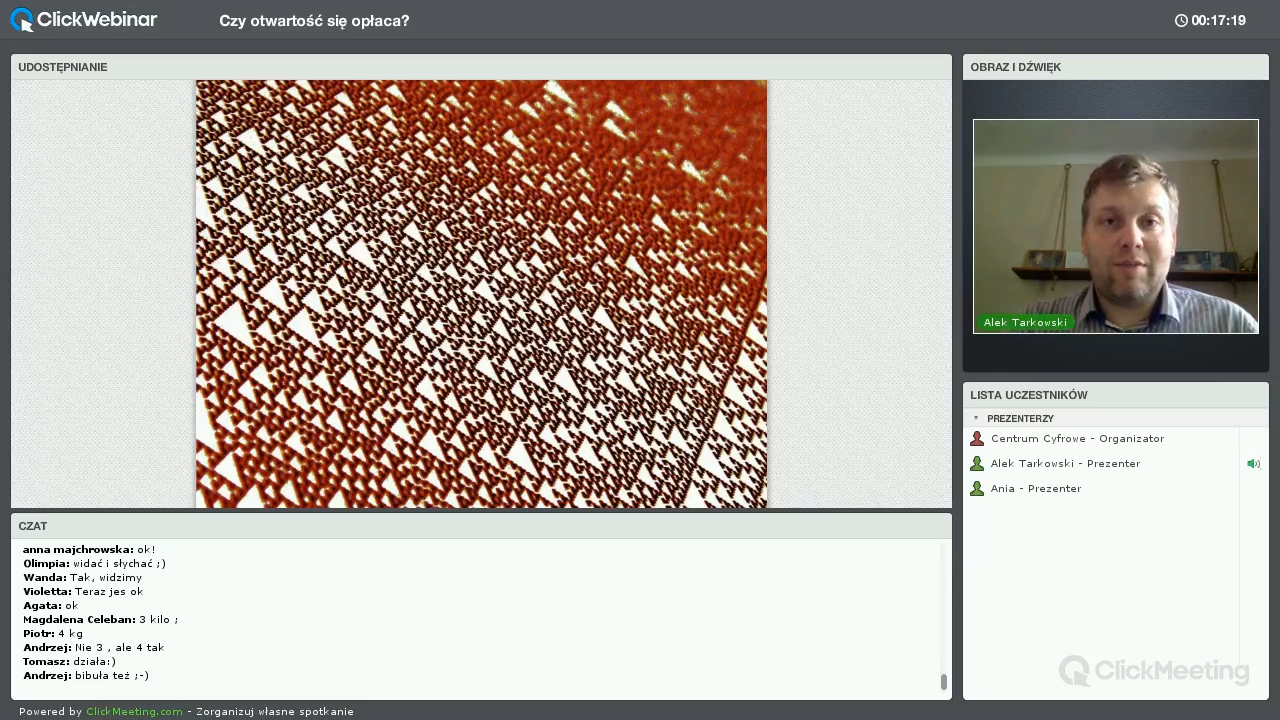 ClickWebinar
Czy otwartość się opłaca?
00:17:19
UDOSTĘPNIANIE
OBRAZ I DŹWIĘK
Alek Tarkowski
LISTA UCZESTNIKÓW
PREZENTERZY
Centrum Cyfrowe - Organizator
Alek Tarkowski - Prezenter
Ania - Prezenter
CZAT
anna majchrowska: ok!
Olimpia: widać i słychać ;)
Wanda: Tak, widzimy
Violetta: Teraz jes ok
Agata: ok
Magdalena Celeban: 3 kilo ;
Piotr: 4 kg
Andrzej: Nie 3 , ale 4 tak
Tomasz: działa:)
Andrzej: bibuła też ;-)
ClickMeeting
Powered by ClickMeeting.com - Zorganizuj własne spotkanie